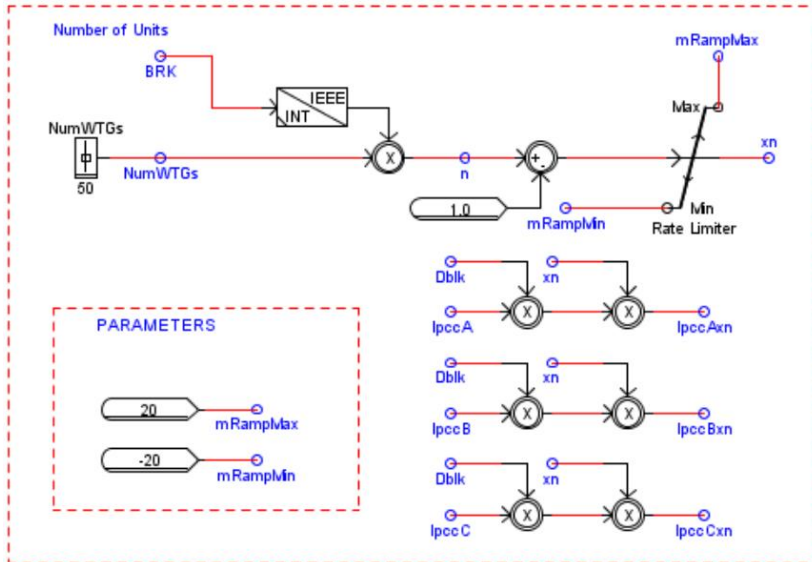 Number of Units
BRK
mRampMax
IEEE
INT
Max
NumWTGs
X
NumWTGs
n
+
-
xn
50
1.0
mRampMin
Min
Rate Limiter
Dblk
xn
IpccA
X
X
IpccAxn
PARAMETERS
Dblk
xn
20
mRampMax
IpccB
X
X
IpccBxn
-20
mRampMin
Dblk
xn
IpccC
X
X
IpccCxn